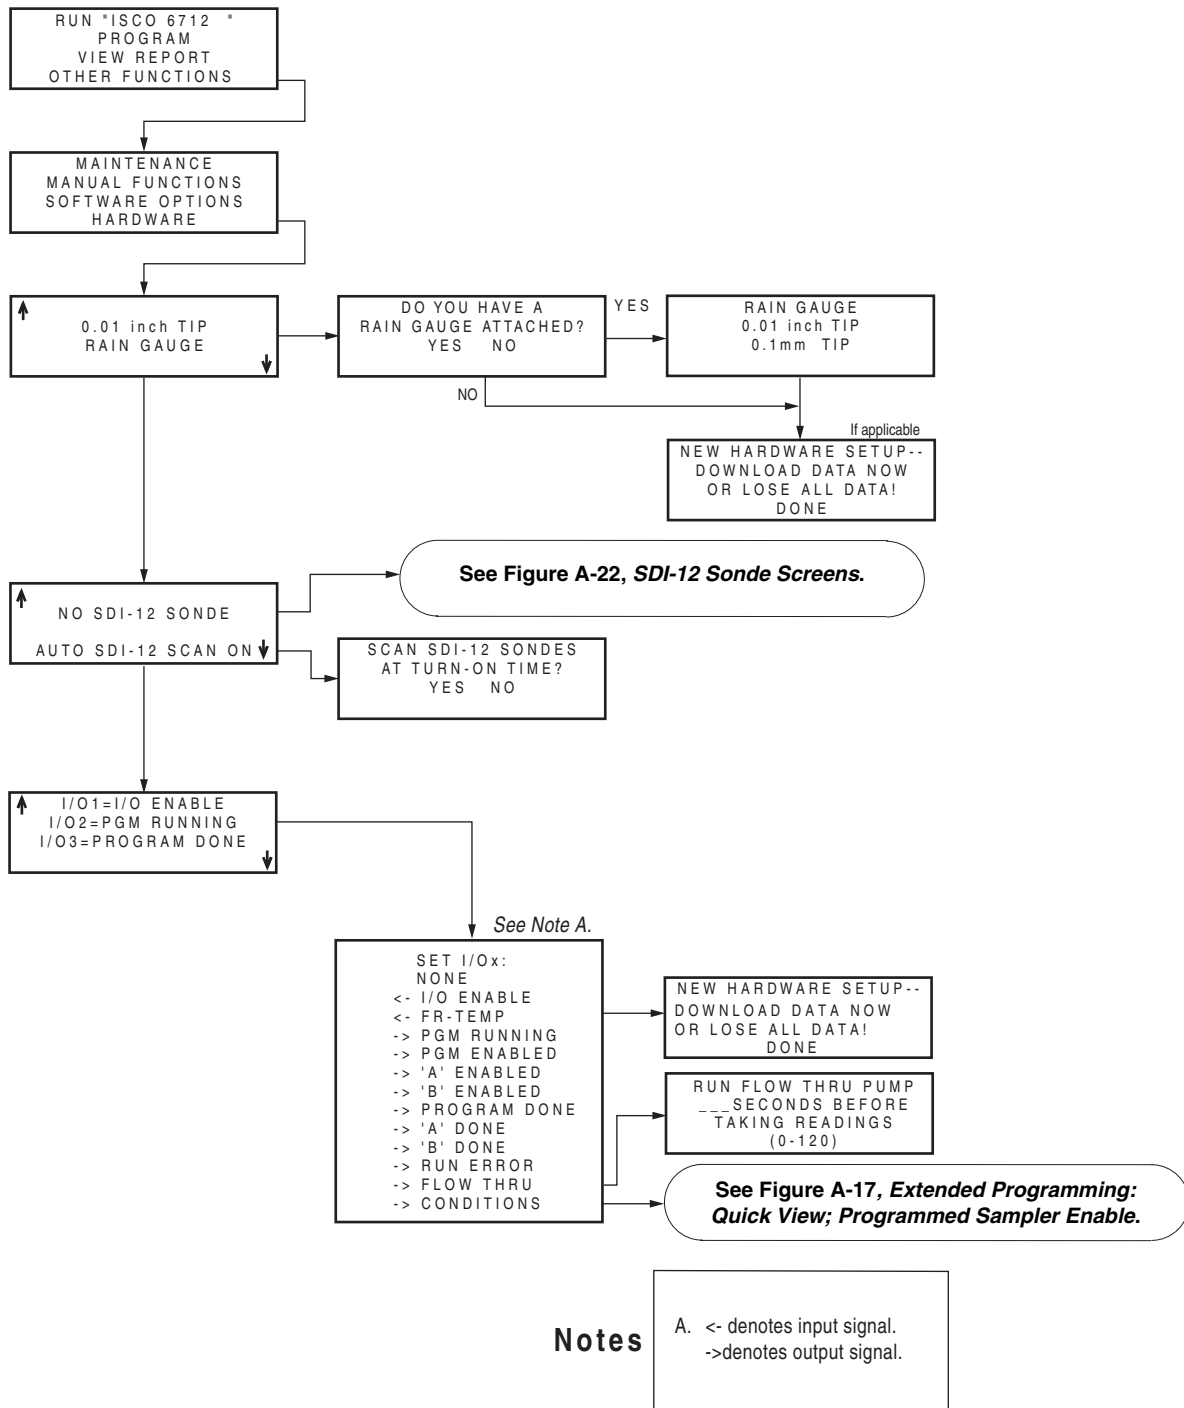 RUN "ISCO 6712 "
PROGRAM
VIEW REPORT
OTHER FUNCTIONS
MAINTENANCE
MANUAL FUNCTIONS
SOFTWARE OPTIONS
HARDWARE
0.01 inch TIP
RAIN GAUGE
DO YOU HAVE A
RAIN GAUGE ATTACHED?
YES NO
YES
RAIN GAUGE
0.01 inch TIP
0.1mm TIP
NO
If applicable
NEW HARDWARE SETUP--
DOWNLOAD DATA NOW
OR LOSE ALL DATA!
DONE
See Figure A-22, SDI-12 Sonde Screens.
NO SDI-12 SONDE
AUTO SDI-12 SCAN ON
SCAN SDI-12 SONDES
AT TURN-ON TIME?
YES NO
I/O1=I/O ENABLE
I/O2=PGM RUNNING
I/O3=PROGRAM DONE
See Note A.
SET I/Ox:
NONE
<- I/O ENABLE
<- FR-TEMP
-> PGM RUNNING
-> PGM ENABLED
-> 'A' ENABLED
-> 'B' ENABLED
-> PROGRAM DONE
-> 'A' DONE
-> 'B' DONE
-> RUN ERROR
-> FLOW THRU
-> CONDITIONS
NEW HARDWARE SETUP--
DOWNLOAD DATA NOW
OR LOSE ALL DATA!
DONE
RUN FLOW THRU PUMP
___SECONDS BEFORE
TAKING READINGS
(0-120)
See Figure A-17, Extended Programming:
Quick View; Programmed Sampler Enable.
Notes
A. <- denotes input signal.
->denotes output signal.